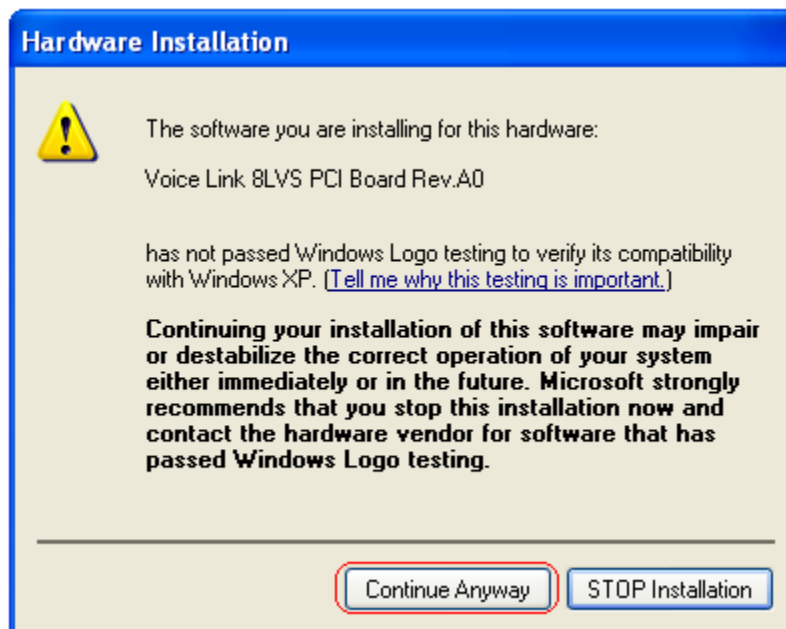 Hardware Installation
The software you are installing for this hardware:
Voice Link 8LVS PCI Board Rev.A0
has not passed Windows Logo testing to verify its compatibility
with Windows XP. (Tell me why this testing is important.)
Continuing your installation of this software may impair
or destabilize the correct operation of your system
either immediately or in the future. Microsoft strongly
recommends that you stop this installation now and
contact the hardware vendor for software that has
passed Windows Logo testing.
Continue Anyway STOP Installation